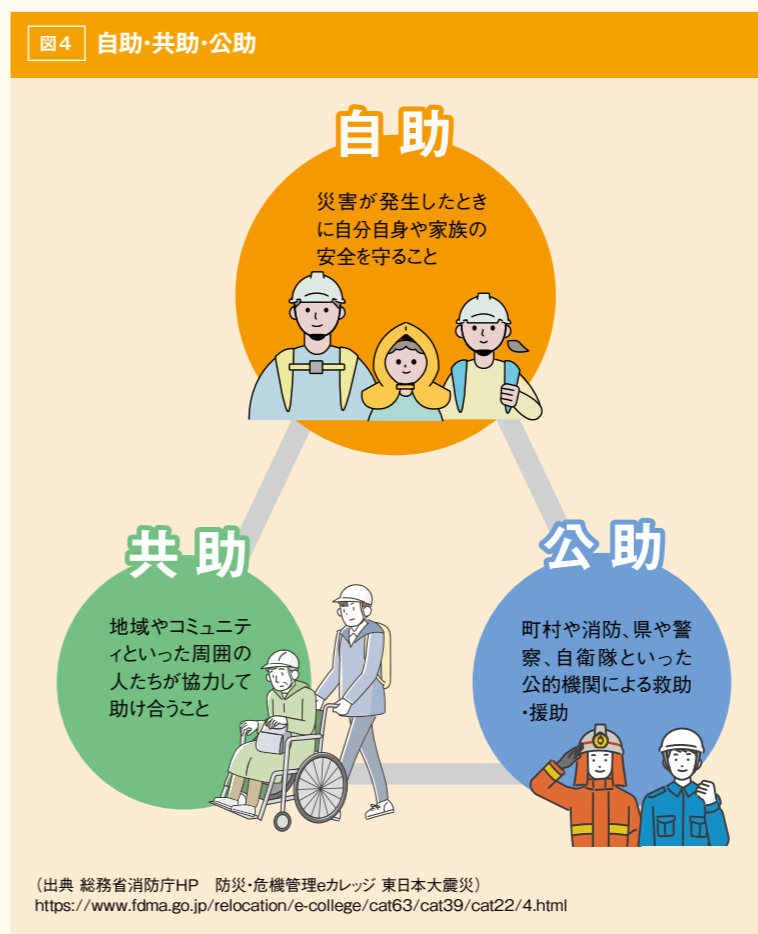 図4 自助・共助・公助
自助
災害が発生したとき
に自分自身や家族の
安全を守ること
共助
地域やコミュニテ
ィといった周囲の
人たちが協力して
助け合うこと
公助
町村や消防、県や警
察、自衛隊といった
公的機関による救助
・援助
（出典 総務省消防庁HP　防災・危機管理eカレッジ 東日本大震災）
https://www.fdma.go.jp/relocation/e-college/cat63/cat39/cat22/4.html